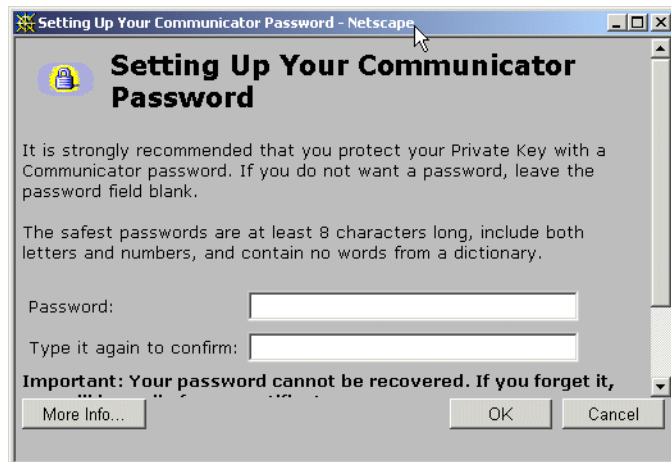 Setting Up Your Communicator Password - Netscape
Setting Up Your Communicator
Password
It is strongly recommended that you protect your Private Key with a
Communicator password. If you do not want a password, leave the
password field blank.
The safest passwords are at least 8 characters long, include both
letters and numbers, and contain no words from a dictionary.
Password:
Type it again to confirm:
Important: Your password cannot be recovered. If you forget it,
More Info...
OK
Cancel